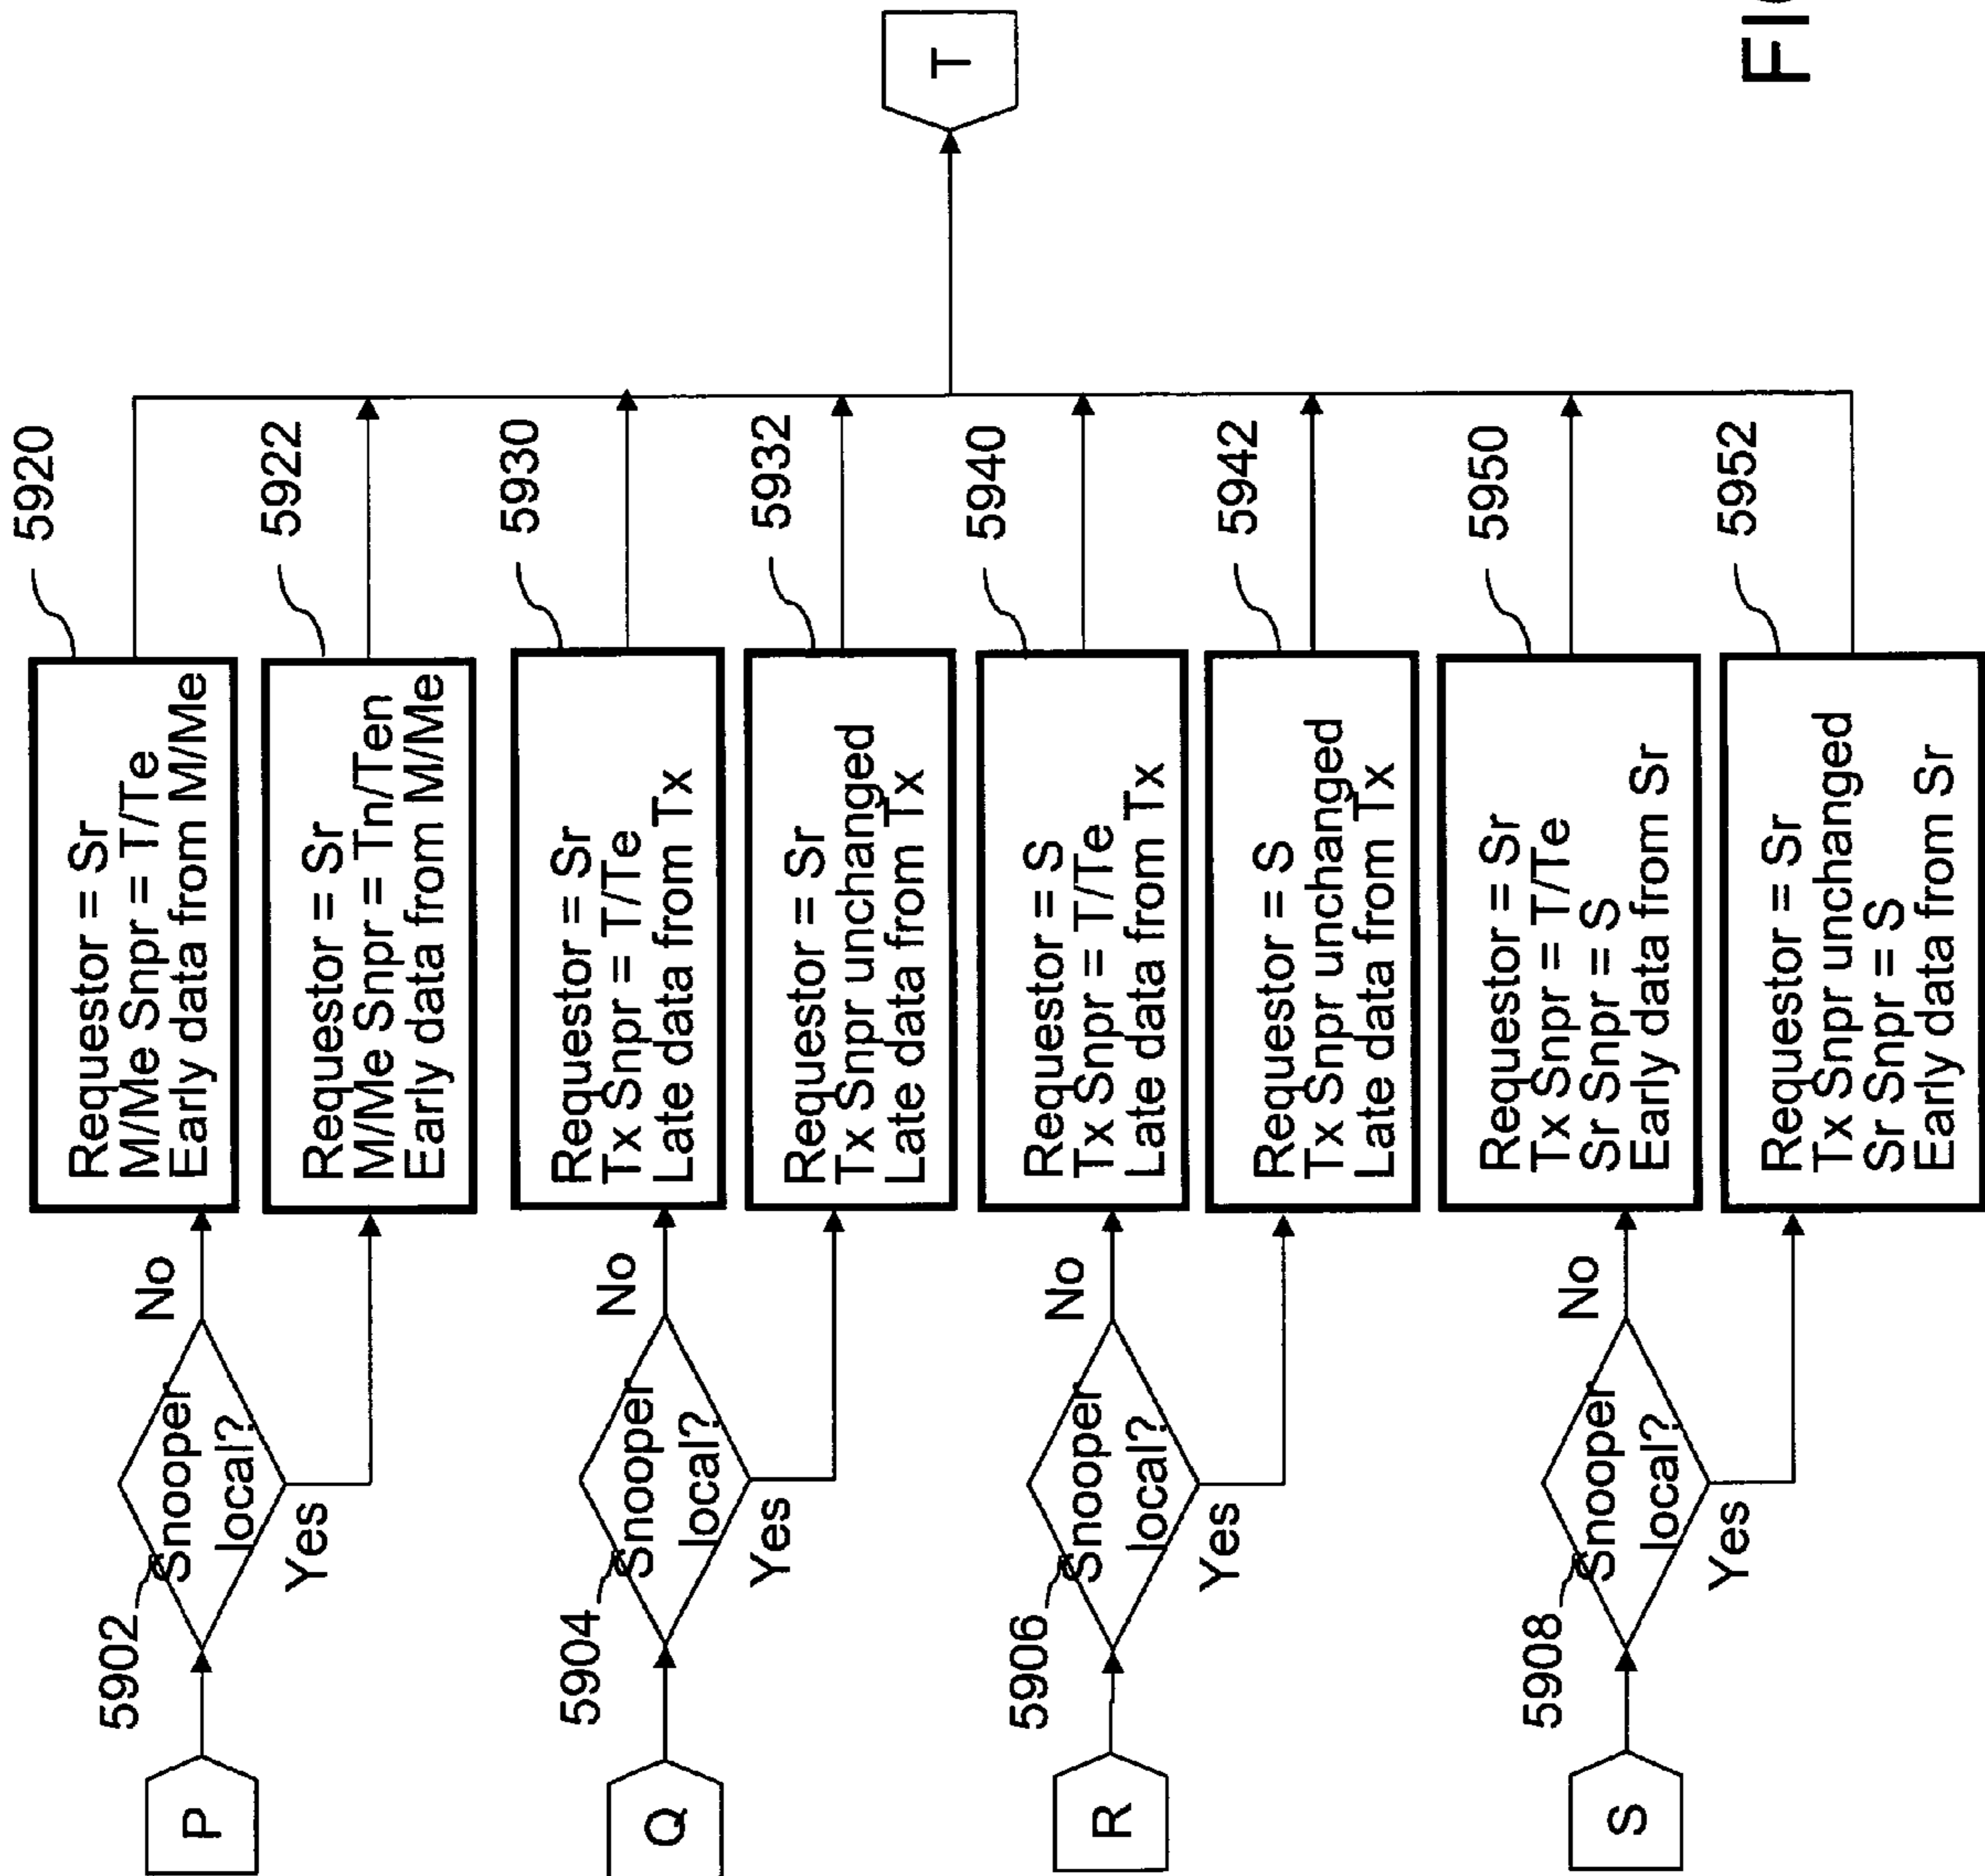 P
5902
Snooper
local?
No
Yes
5920
Requestor = Sr
M/Me Snpr = T/Te
Early data from M/Me
5922
Requestor = Sr
M/Me Snpr = Tn/Ten
Early data from M/Me
Q
5904
Snooper
local?
No
Yes
5930
Requestor = Sr
Tx Snpr = T/Te
Late data from Tx
5932
Requestor = Sr
Tx Snpr unchanged
Late data from Tx
R
5906
Snooper
local?
No
Yes
5940
Requestor = S
Tx Snpr = T/Te
Late data from Tx
5942
Requestor = S
Tx Snpr unchanged
Late data from Tx
S
5908
Snooper
local?
No
Yes
5950
Requestor = Sr
Tx Snpr = T/Te
Sr Snpr = S
Early data from Sr
5952
Requestor = Sr
Tx Snpr unchanged
Sr Snpr = S
Early data from Sr
T